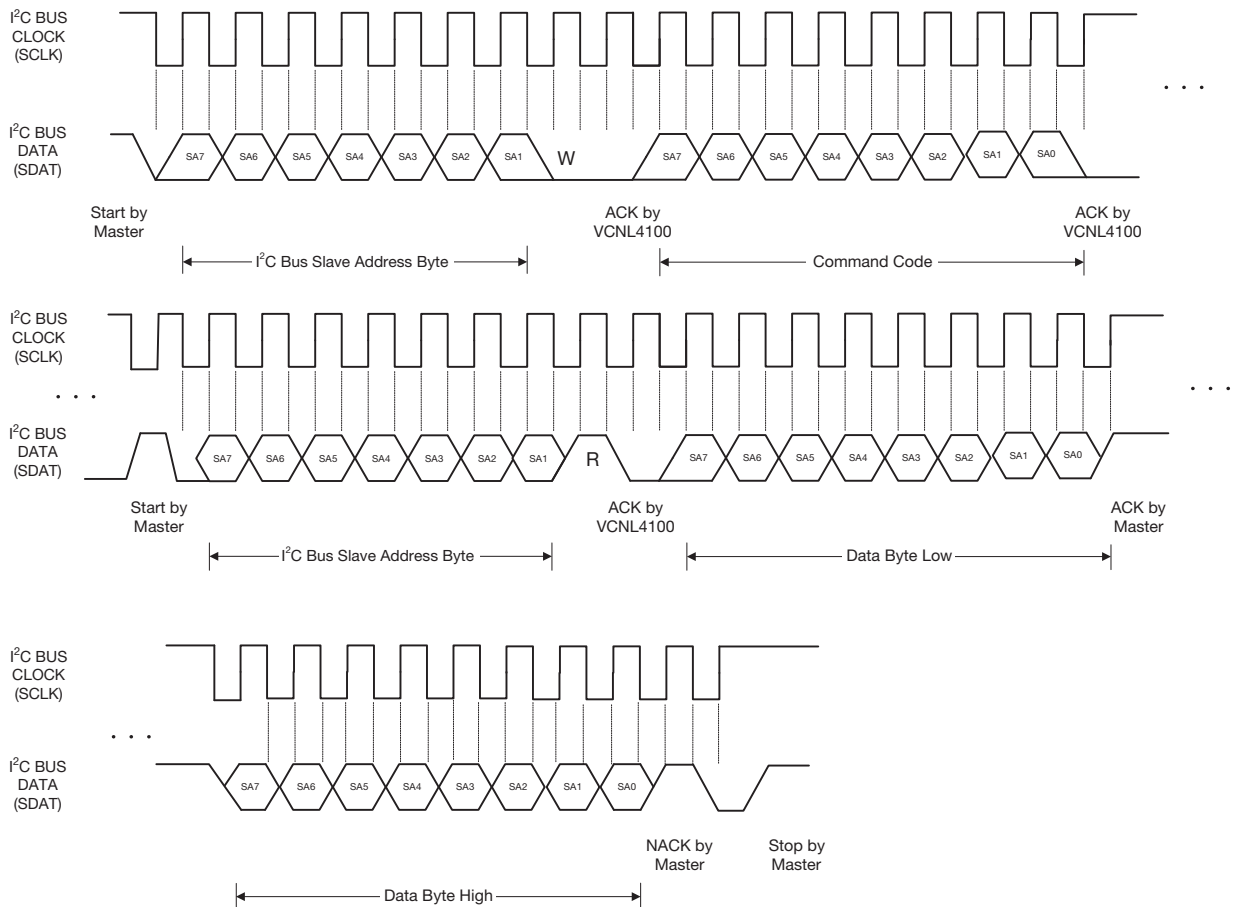 I²C BUS
CLOCK
(SCLK)
. . .
I²C BUS
DATA
(SDAT)
SA7 SA6 SA5 SA4 SA3 SA2 SA1 W SA7 SA6 SA5 SA4 SA3 SA2 SA1 SA0
Start by
Master
ACK by
VCNL4100
ACK by
VCNL4100
I²C Bus Slave Address Byte
Command Code
I²C BUS
CLOCK
(SCLK)
. . .
. . .
I²C BUS
DATA
(SDAT)
SA7 SA6 SA5 SA4 SA3 SA2 SA1 R SA7 SA6 SA5 SA4 SA3 SA2 SA1 SA0
Start by
Master
ACK by
VCNL4100
ACK by
Master
I²C Bus Slave Address Byte
Data Byte Low
I²C BUS
CLOCK
(SCLK)
. . .
I²C BUS
DATA
(SDAT)
SA7 SA6 SA5 SA4 SA3 SA2 SA1 SA0
NACK by
Master
Stop by
Master
Data Byte High